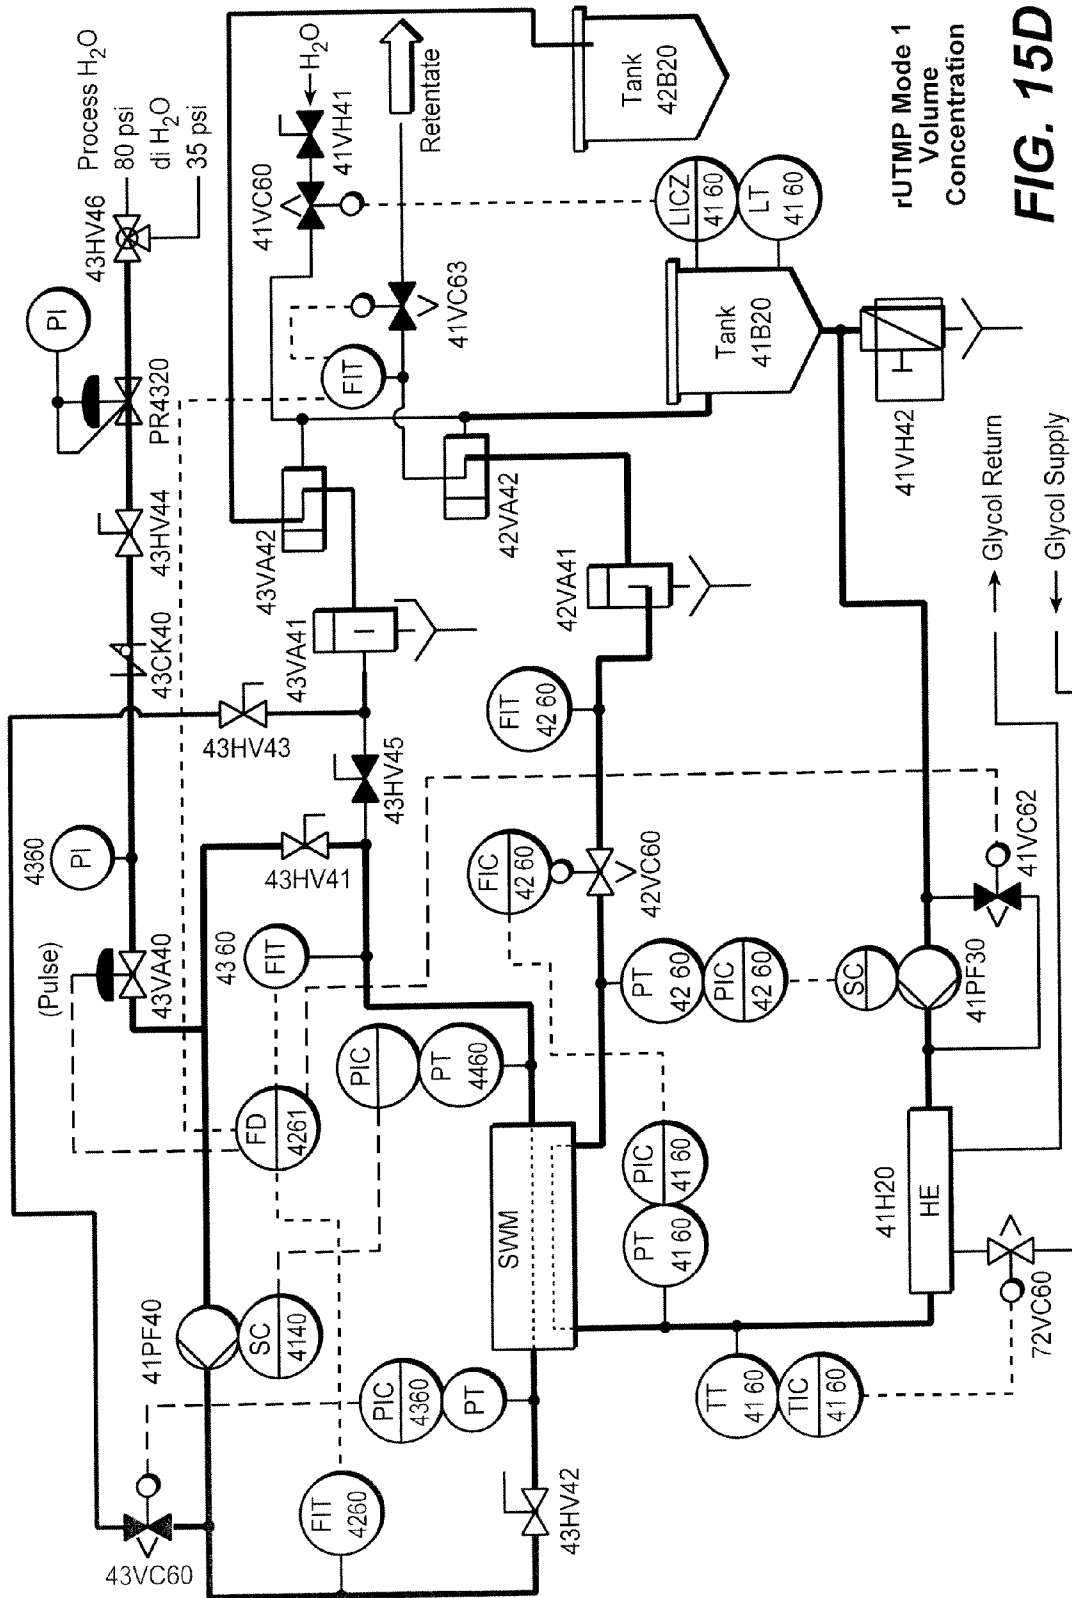 Process H2O
80 psi
di H2O
35 psi
43HV46
PI
PR4320
43HV44
43CK40
4360
PI
(Pulse)
43VA40
41PF40
SC
4140
43VC60
H2O
41VH41
41VC60
Retentate
41VC63
FIT
43VA42
43VA41
43HV43
43HV45
43HV41
43 60
FIT
FD
4261
PIC
PT
4460
PIC
4360
PT
FIT
4260
43HV42
Tank
42B20
LICZ
41 60
LT
41 60
42VA42
42VA41
FIT
42 60
FIC
42 60
42VC60
PT
42 60
PIC
42 60
SWM
PIC
41 60
PT
41 60
TT
41 60
TIC
41 60
Tank
41B20
41VH42
SC
41PF30
41VC62
41H20
HE
72VC60
Glycol Return
Glycol Supply
rUTMP Mode 1
Volume
Concentration
FIG. 15D